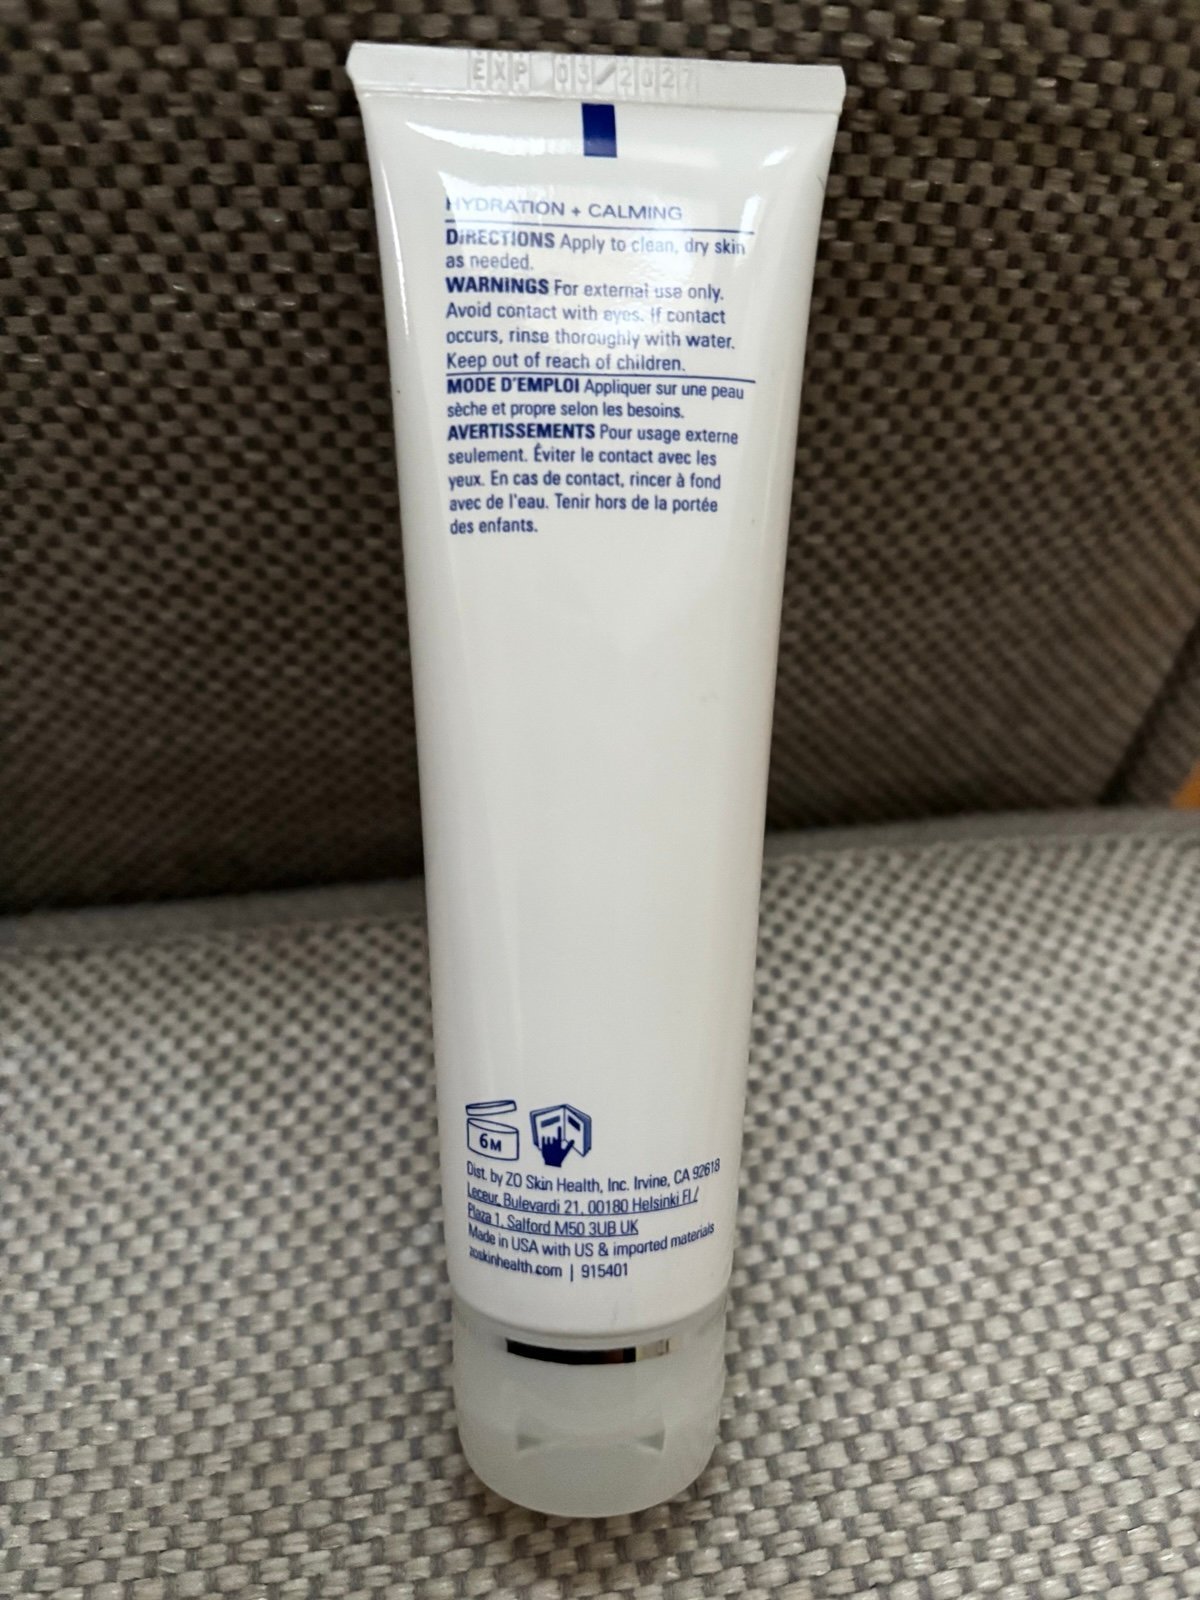 EXP 03/2027
HYDRATION + CALMING
DIRECTIONS Apply to clean, dry skin
as needed.
WARNINGS For external use only.
Avoid contact with eyes. If contact
occurs, rinse thoroughly with water.
Keep out of reach of children.
MODE D'EMPLOI Appliquer sur une peau
sèche et propre selon les besoins.
AVERTISSEMENTS Pour usage externe
seulement. Éviter le contact avec les
yeux. En cas de contact, rincer à fond
avec de l'eau. Tenir hors de la portée
des enfants.
6M
Dist. by ZO Skin Health, Inc. Irvine, CA 92618
Leceur, Bulevardi 21, 00180 Helsinki FI /
Plaza 1, Salford M50 3UB UK
Made in USA with US & imported materials
zoskinhealth.com | 915401